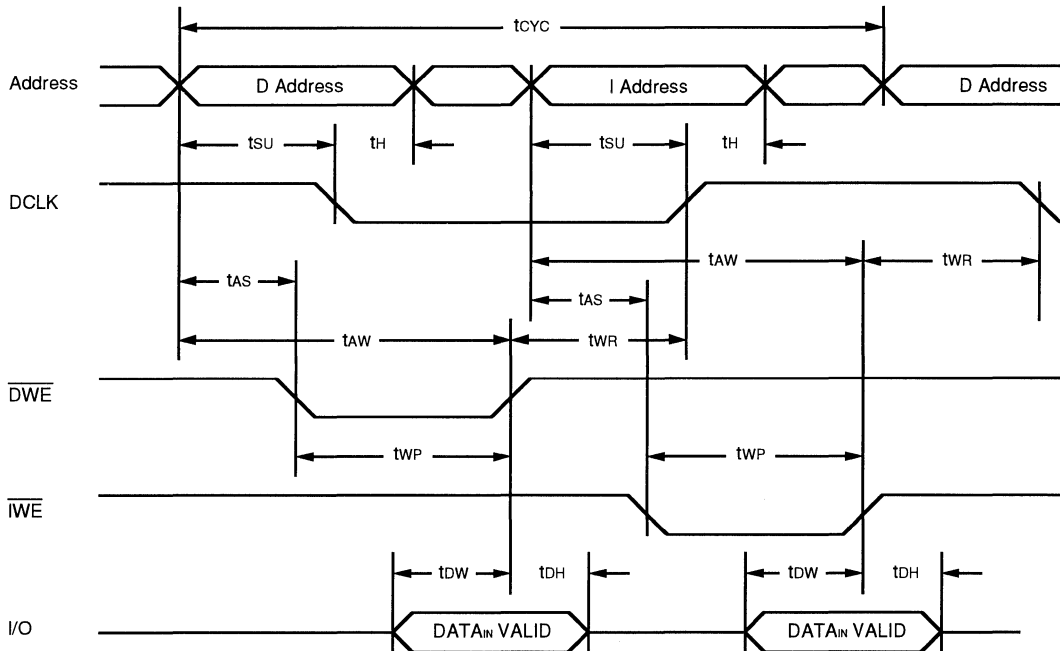 tCYC
Address D Address I Address D Address
tSU tH tSU tH
DCLK
tAW tWR
tAS tAS
tAW tWR
DWE
tWP tWP
IWE
tDW tDH tDW tDH
I/O DATAIN VALID DATAIN VALID